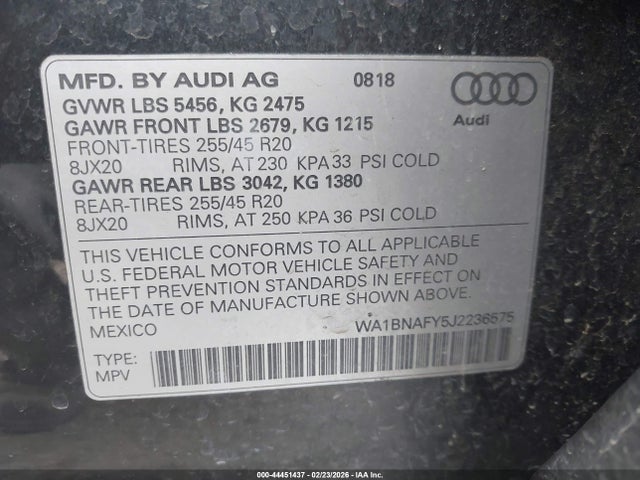 MFD. BY AUDI AG 0818
GVWR LBS 5456, KG 2475
GAWR FRONT LBS 2679, KG 1215
FRONT-TIRES 255/45 R20
8JX20 RIMS, AT 230 KPA 33 PSI COLD
GAWR REAR LBS 3042, KG 1380
REAR-TIRES 255/45 R20
8JX20 RIMS, AT 250 KPA 36 PSI COLD
Audi
THIS VEHICLE CONFORMS TO ALL APPLICABLE
U.S. FEDERAL MOTOR VEHICLE SAFETY AND
THEFT PREVENTION STANDARDS IN EFFECT ON
THE DATE OF MANUFACTURE SHOWN ABOVE.
MEXICO WA1BNAFY5J2236575
TYPE:
MPV
000-44451437 - 02/23/2026 - IAA Inc.